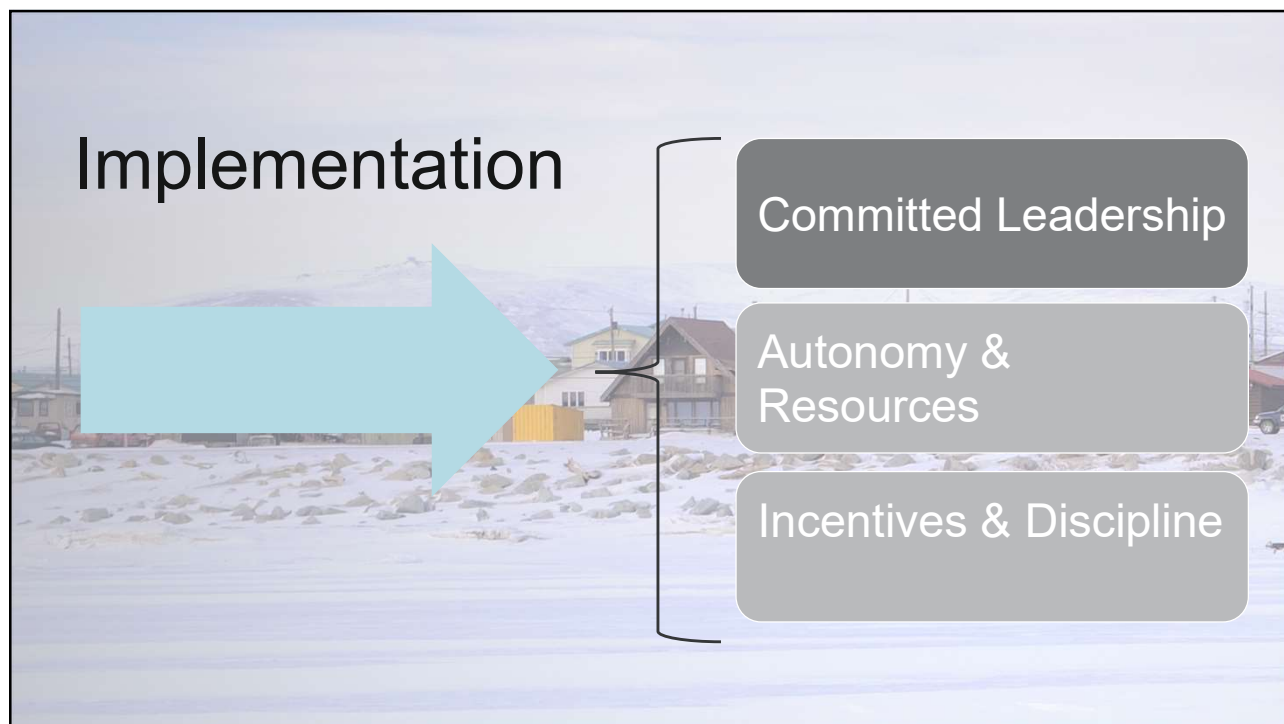 Implementation
Committed Leadership
Autonomy &
Resources
Incentives & Discipline